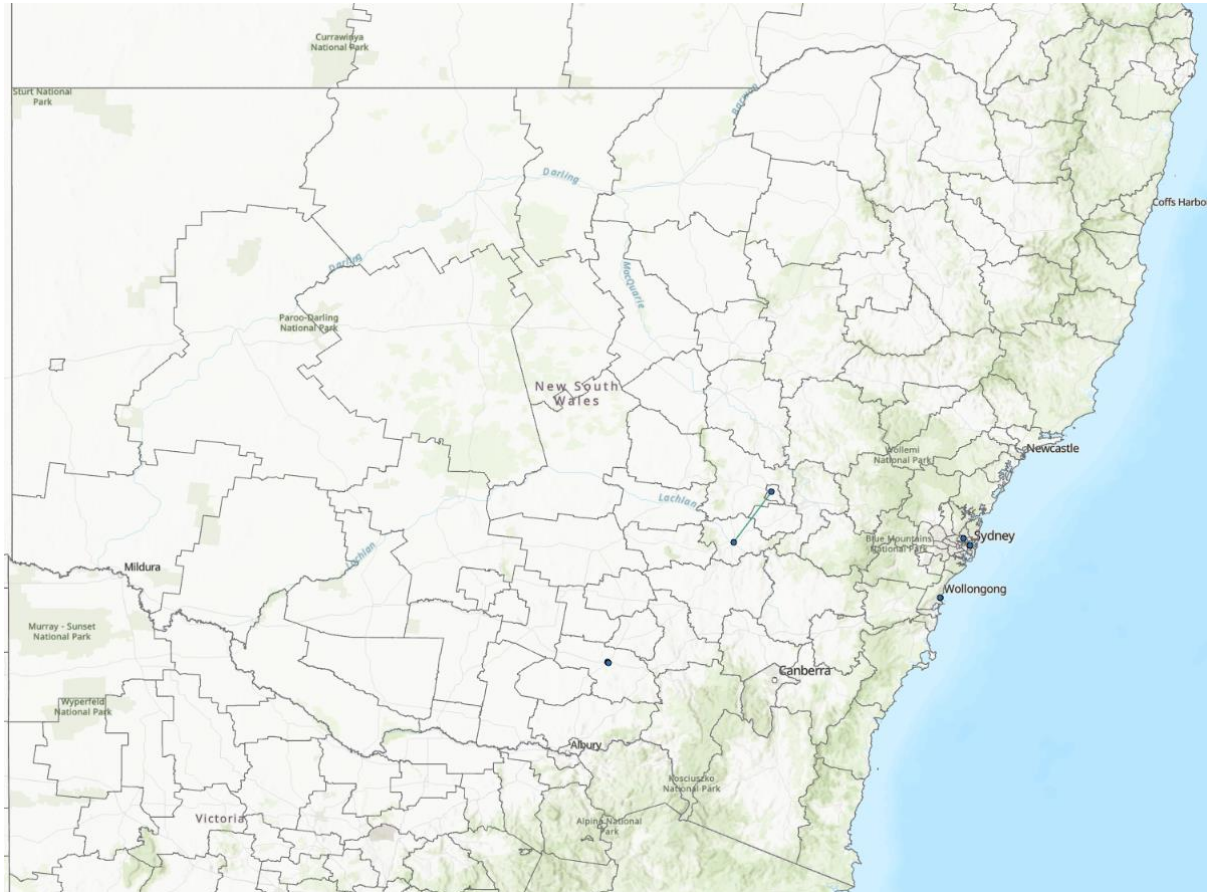 Currawinya
National Park
Sturt National
Park
Barwon
Darling
Coffs Harbo
Darling
MacQuarie
Paroo-Darling
National Park
New South
Wales
Wollemi
National Park
Newcastle
Lachlan
Sydney
Blue Mountains
National Park
Lachlan
Mildura
Wollongong
Murray - Sunset
National Park
Canberra
Wyperfeld
National Park
Albury
Kosciuszko
National Park
Victoria
Alpine National
Park